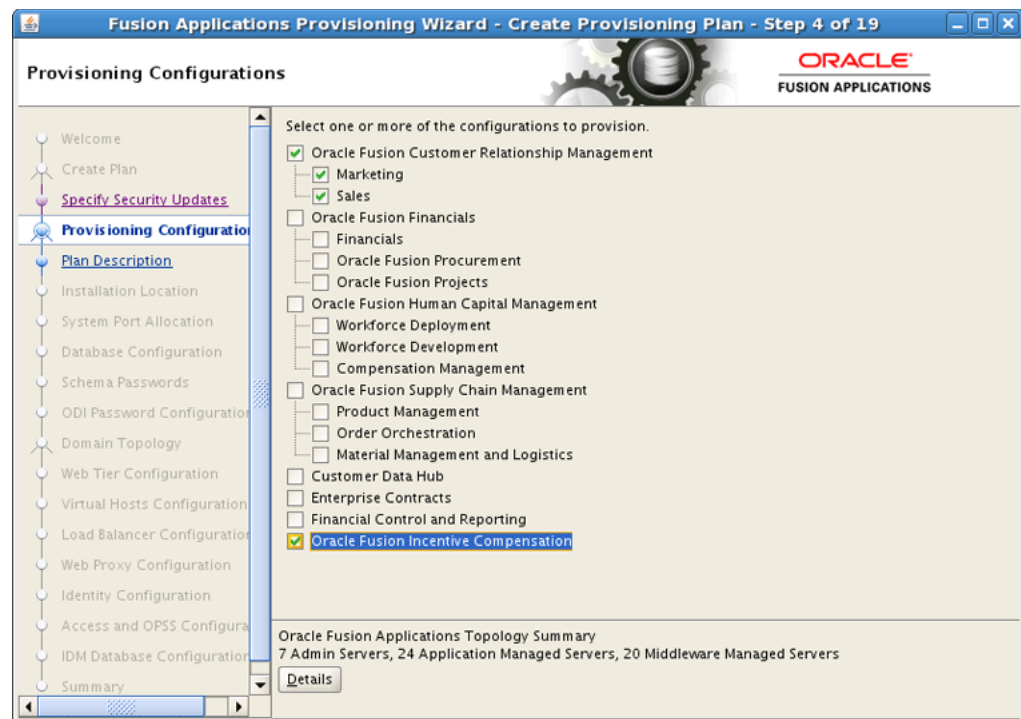 Fusion Applications Provisioning Wizard - Create Provisioning Plan - Step 4 of 19
Provisioning Configurations
ORACLE
FUSION APPLICATIONS
Welcome
Create Plan
Specify Security Updates
Provisioning Configuratio
Plan Description
Installation Location
System Port Allocation
Database Configuration
Schema Passwords
ODI Password Configuration
Domain Topology
Web Tier Configuration
Virtual Hosts Configuration
Load Balancer Configuration
Web Proxy Configuration
Identity Configuration
Access and OPSS Configura
IDM Database Configuration
Summary
Select one or more of the configurations to provision.
Oracle Fusion Customer Relationship Management
Marketing
Sales
Oracle Fusion Financials
Financials
Oracle Fusion Procurement
Oracle Fusion Projects
Oracle Fusion Human Capital Management
Workforce Deployment
Workforce Development
Compensation Management
Oracle Fusion Supply Chain Management
Product Management
Order Orchestration
Material Management and Logistics
Customer Data Hub
Enterprise Contracts
Financial Control and Reporting
Oracle Fusion Incentive Compensation
Oracle Fusion Applications Topology Summary
7 Admin Servers, 24 Application Managed Servers, 20 Middleware Managed Servers
Details